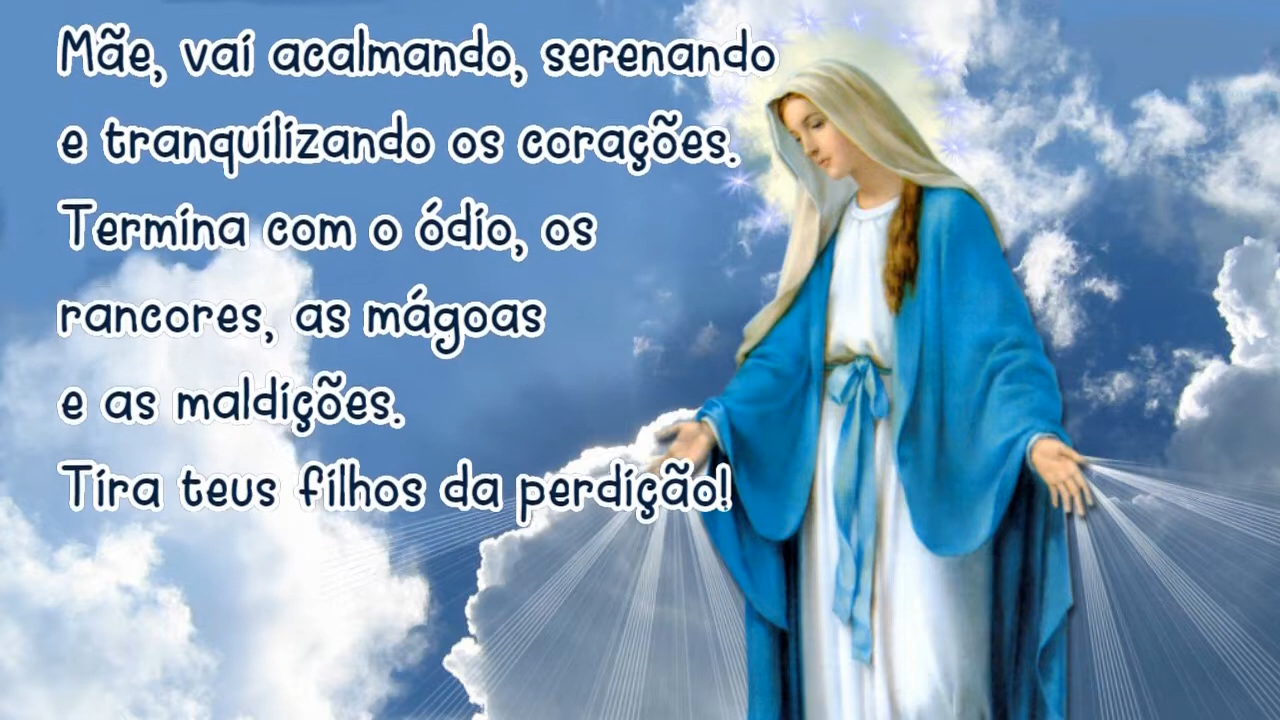 Mãe, vai acalmando, serenando
e tranquilizando os corações.
Termina com o ódio, os
rancores, as mágoas
e as maldições.
Tira teus filhos da perdição!